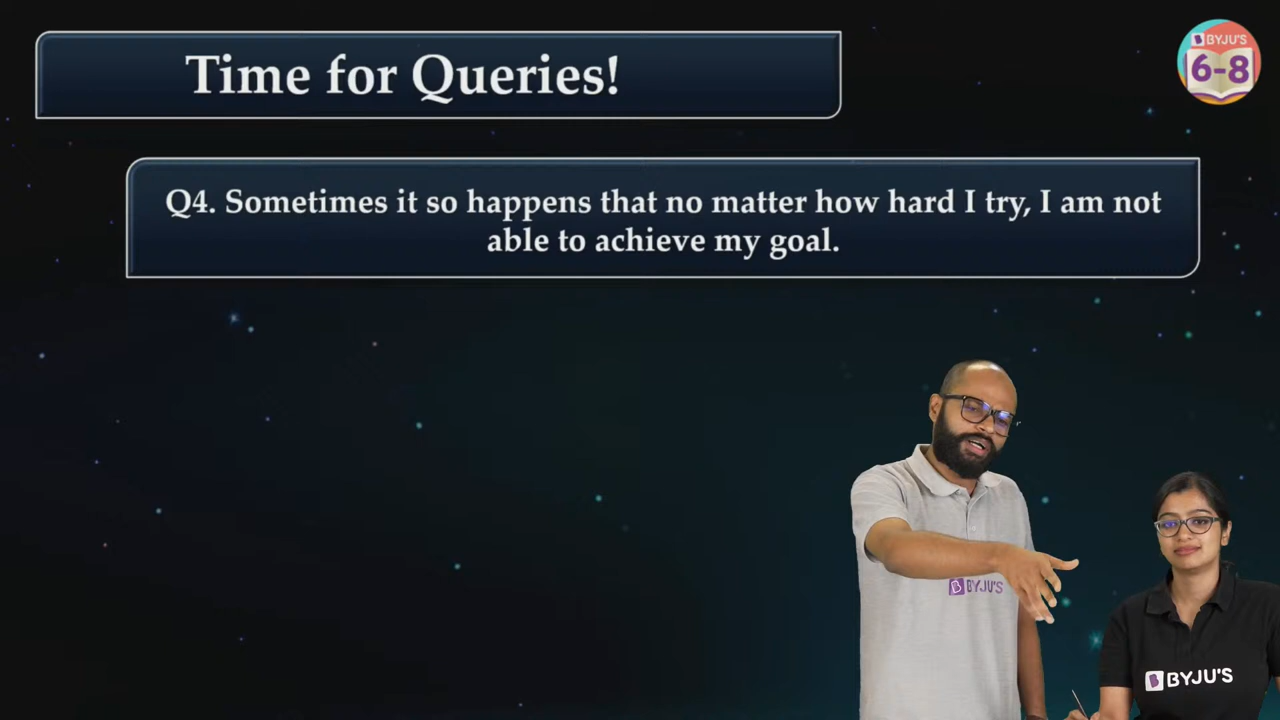 Time for Queries!
BYJU'S
6-8
Q4. Sometimes it so happens that no matter how hard I try, I am not
able to achieve my goal.
BYJU'S
BYJU'S